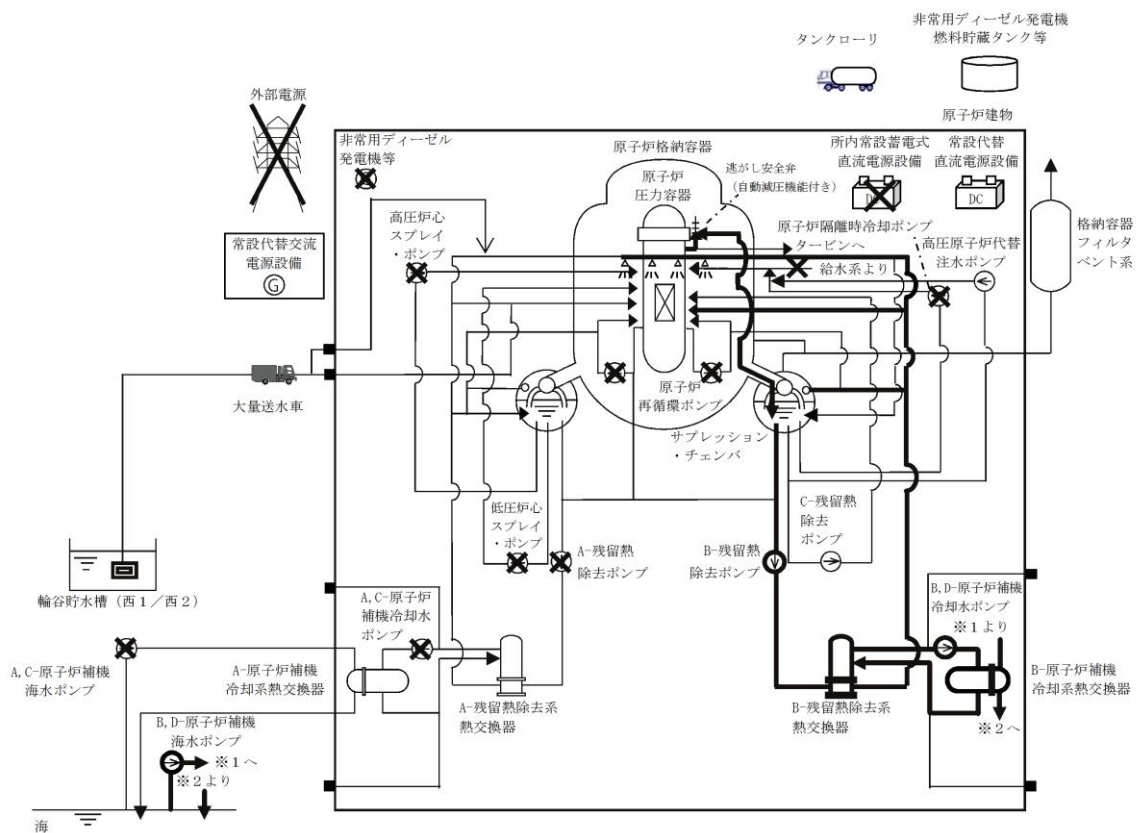 タンクローリ
非常用ディーゼル発電機
燃料貯蔵タンク等
外部電源
原子炉建物
非常用ディーゼル
発電機等
原子炉格納容器
原子炉
圧力容器
逃がし安全弁
(自動減圧機能付き)
所内常設蓄電式
直流電源設備
常設代替
直流電源設備
DC
DC
高圧炉心
スプレイ
・ポンプ
原子炉隔離時冷却ポンプ
タービンへ
高圧原子炉代替
注水ポンプ
給水系より
格納容器
フィルタ
ベント系
常設代替交流
電源設備
G
大量送水車
原子炉
再循環ポンプ
サプレッション
・チェンバ
低圧炉心
スプレイ
・ポンプ
A-残留熱
除去ポンプ
B-残留熱
除去ポンプ
C-残留熱
除去
ポンプ
輪谷貯水槽(西1/西2)
A,C-原子炉
補機冷却水
ポンプ
B,D-原子炉補機
冷却水ポンプ
※1より
A,C-原子炉補機
海水ポンプ
A-原子炉補機
冷却系熱交換器
A-残留熱除去系
熱交換器
B-残留熱除去系
熱交換器
B-原子炉補機
冷却系熱交換器
※2へ
B,D-原子炉補機
海水ポンプ
※1へ
※2より
海